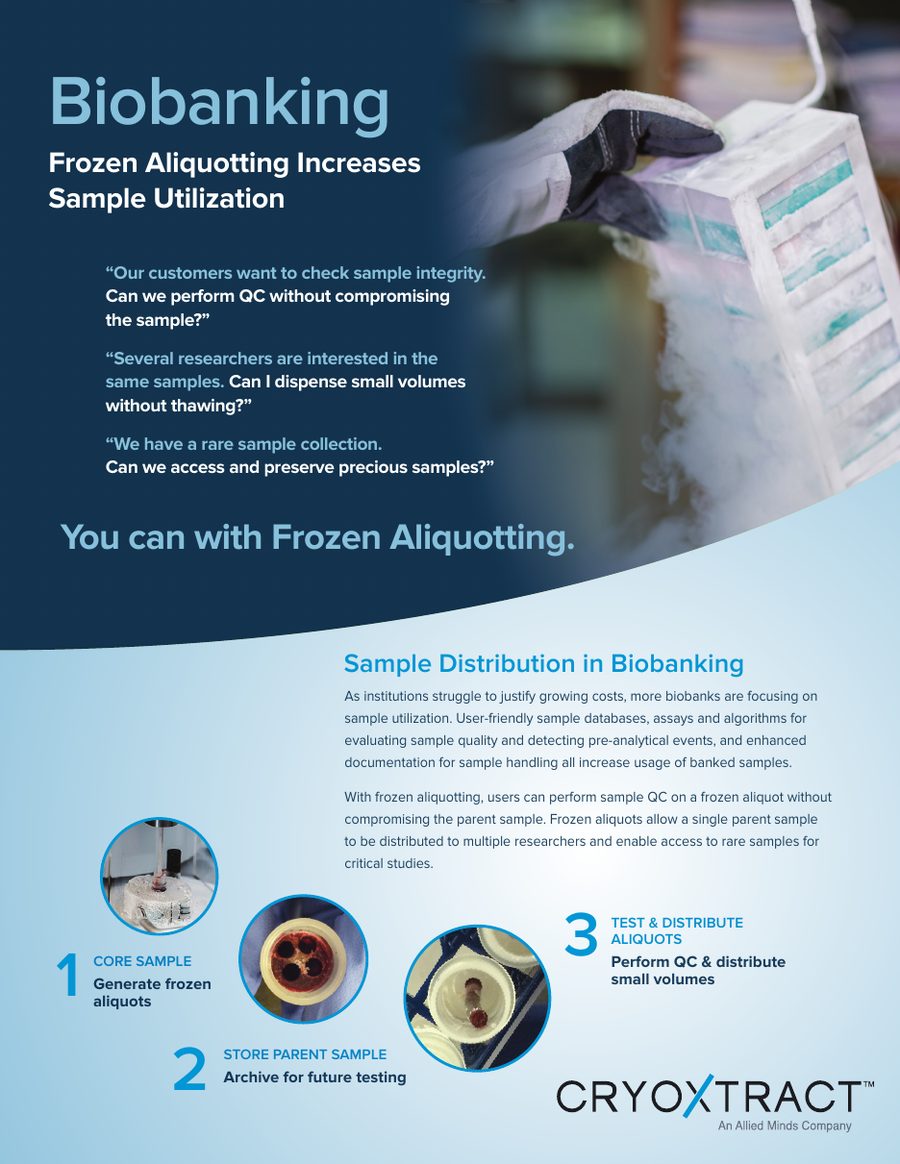 Biobanking
Frozen Aliquotting Increases
Sample Utilization
“Our customers want to check sample integrity.
Can we perform QC without compromising
the sample?”
“Several researchers are interested in the
same samples. Can I dispense small volumes
without thawing?”
“We have a rare sample collection.
Can we access and preserve precious samples?”
You can with Frozen Aliquotting.
Sample Distribution in Biobanking
As institutions struggle to justify growing costs, more biobanks are focusing on
sample utilization. User-friendly sample databases, assays and algorithms for
evaluating sample quality and detecting pre-analytical events, and enhanced
documentation for sample handling all increase usage of banked samples.
With frozen aliquotting, users can perform sample QC on a frozen aliquot without
compromising the parent sample. Frozen aliquots allow a single parent sample
to be distributed to multiple researchers and enable access to rare samples for
critical studies.
1
CORE SAMPLE
Generate frozen
aliquots
2
STORE PARENT SAMPLE
Archive for future testing
3
TEST & DISTRIBUTE
ALIQUOTS
Perform QC & distribute
small volumes
CRYOXTRACT™
An Allied Minds Company